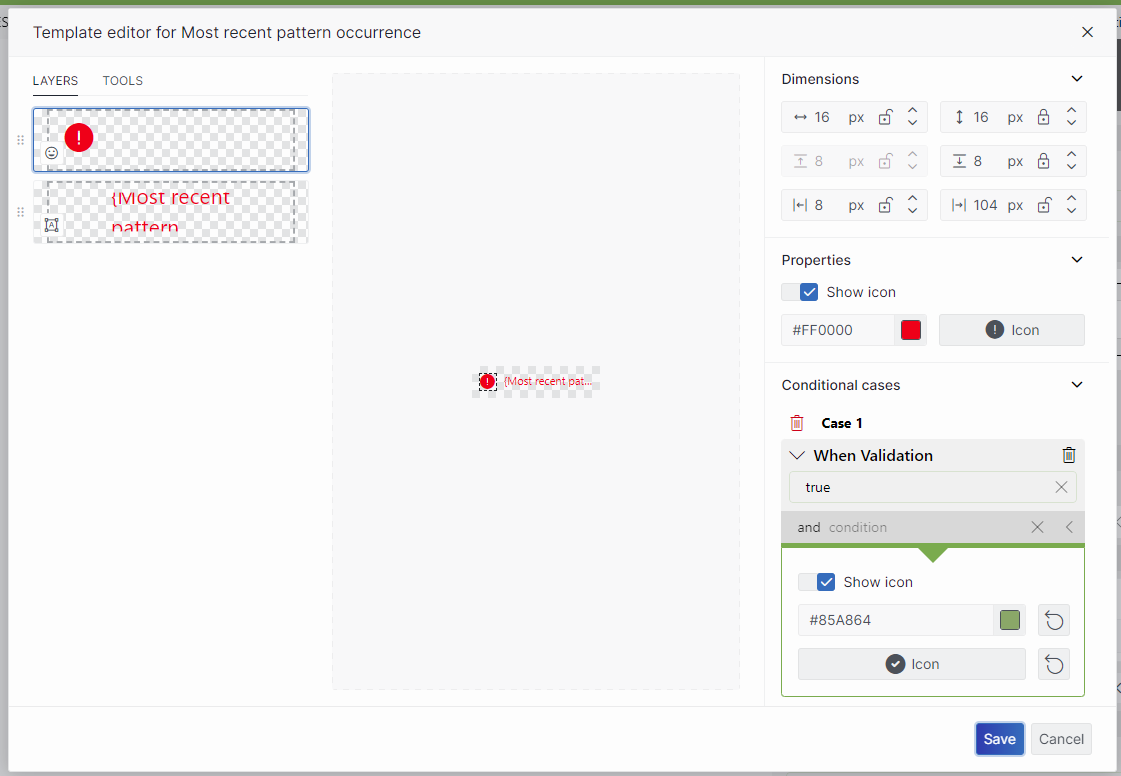 Template editor for Most recent pattern occurrence
LAYERS TOOLS
{Most recent
pattern
{Most recent pat...
Dimensions
16 px 16 px
8 px 8 px
8 px 104 px
Properties
Show icon
#FF0000 Icon
Conditional cases
Case 1
When Validation
true
and condition
Show icon
#85A864
Icon
Save Cancel